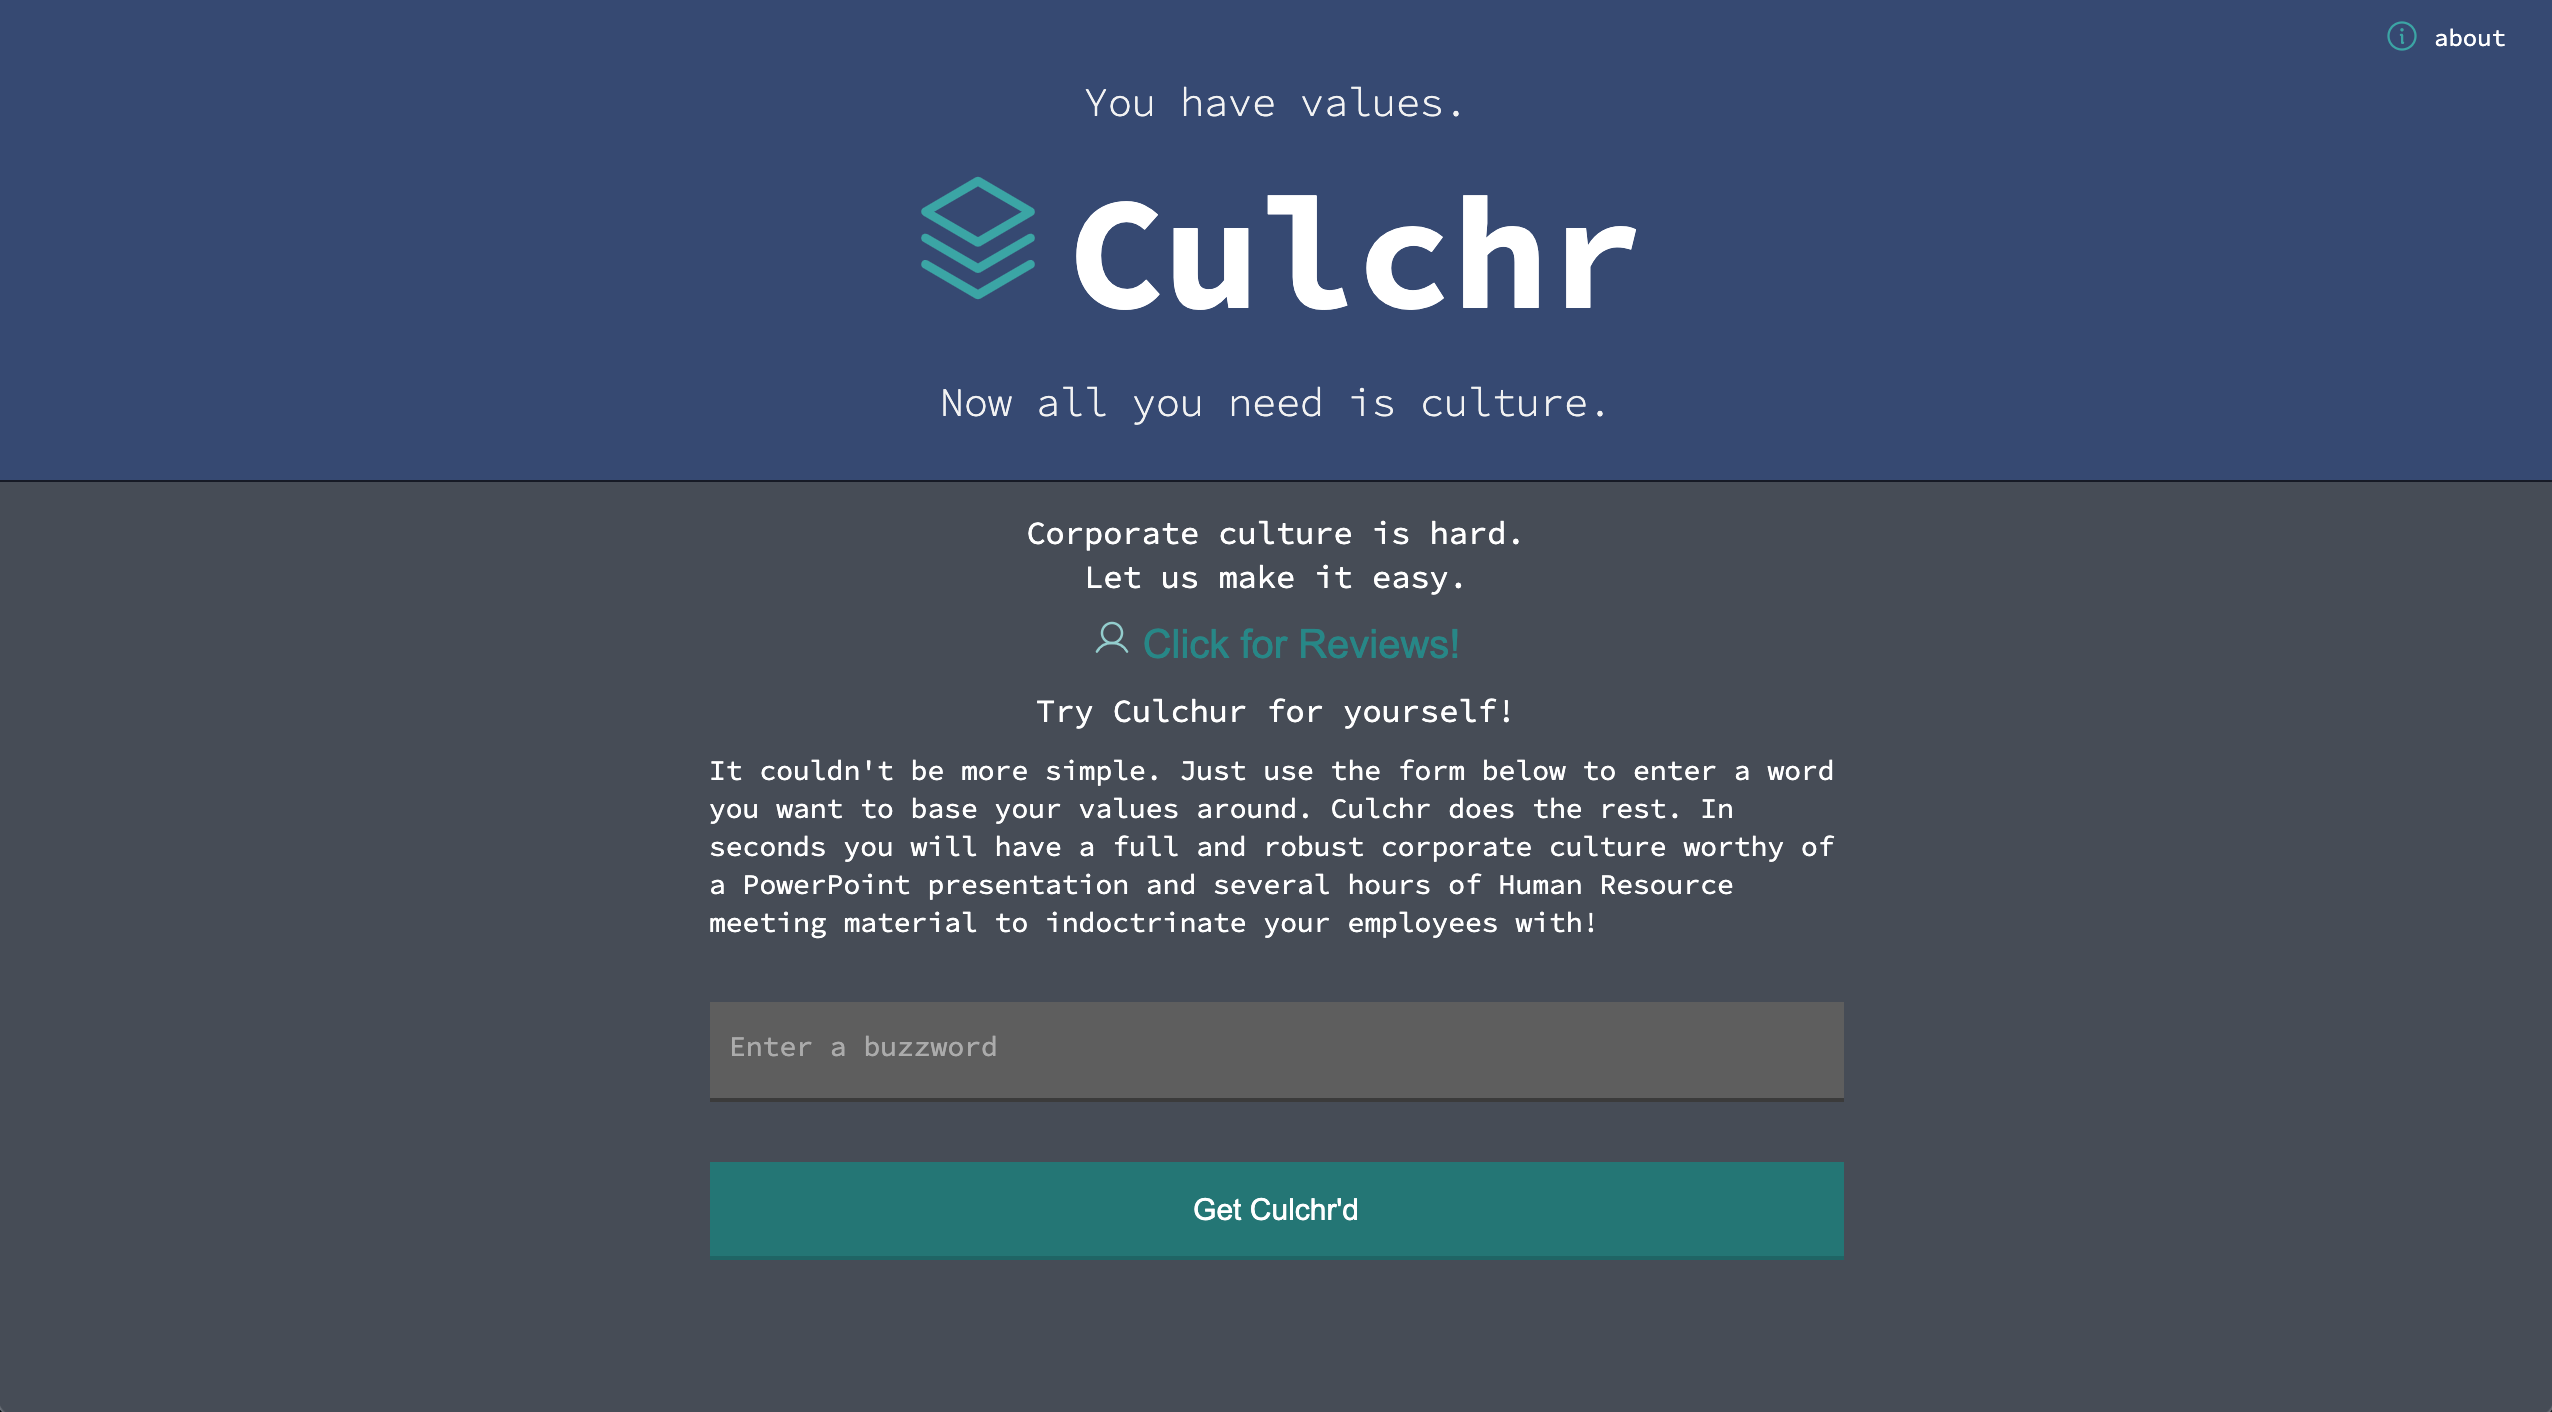 about
You have values.
Culchr
Now all you need is culture.
Corporate culture is hard.
Let us make it easy.
Click for Reviews!
Try Culchur for yourself!
It couldn't be more simple. Just use the form below to enter a word
you want to base your values around. Culchr does the rest. In
seconds you will have a full and robust corporate culture worthy of
a PowerPoint presentation and several hours of Human Resource
meeting material to indoctrinate your employees with!
Enter a buzzword
Get Culchr'd